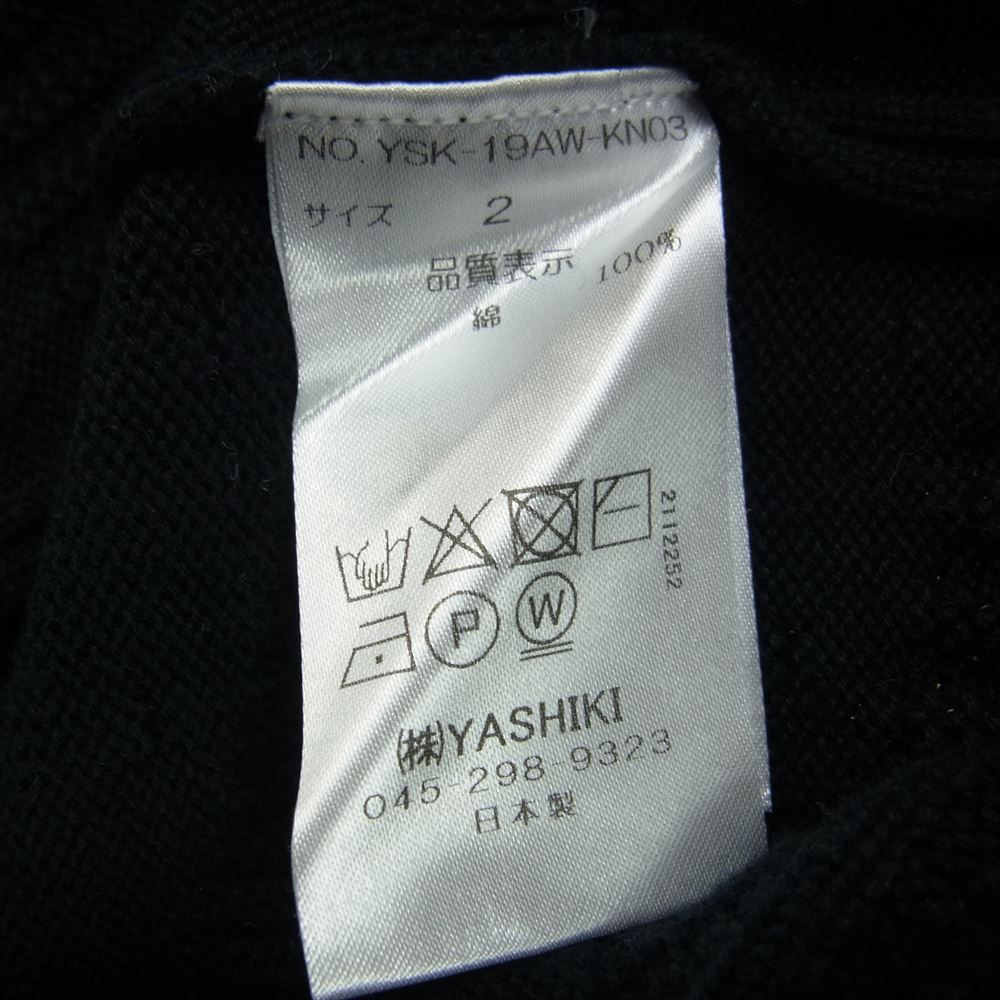 NO. YSK-19AW-KN03
サイズ 2
品質表示
綿 100%
2112252
P W
(株)YASHIKI
045-298-9323
日本製